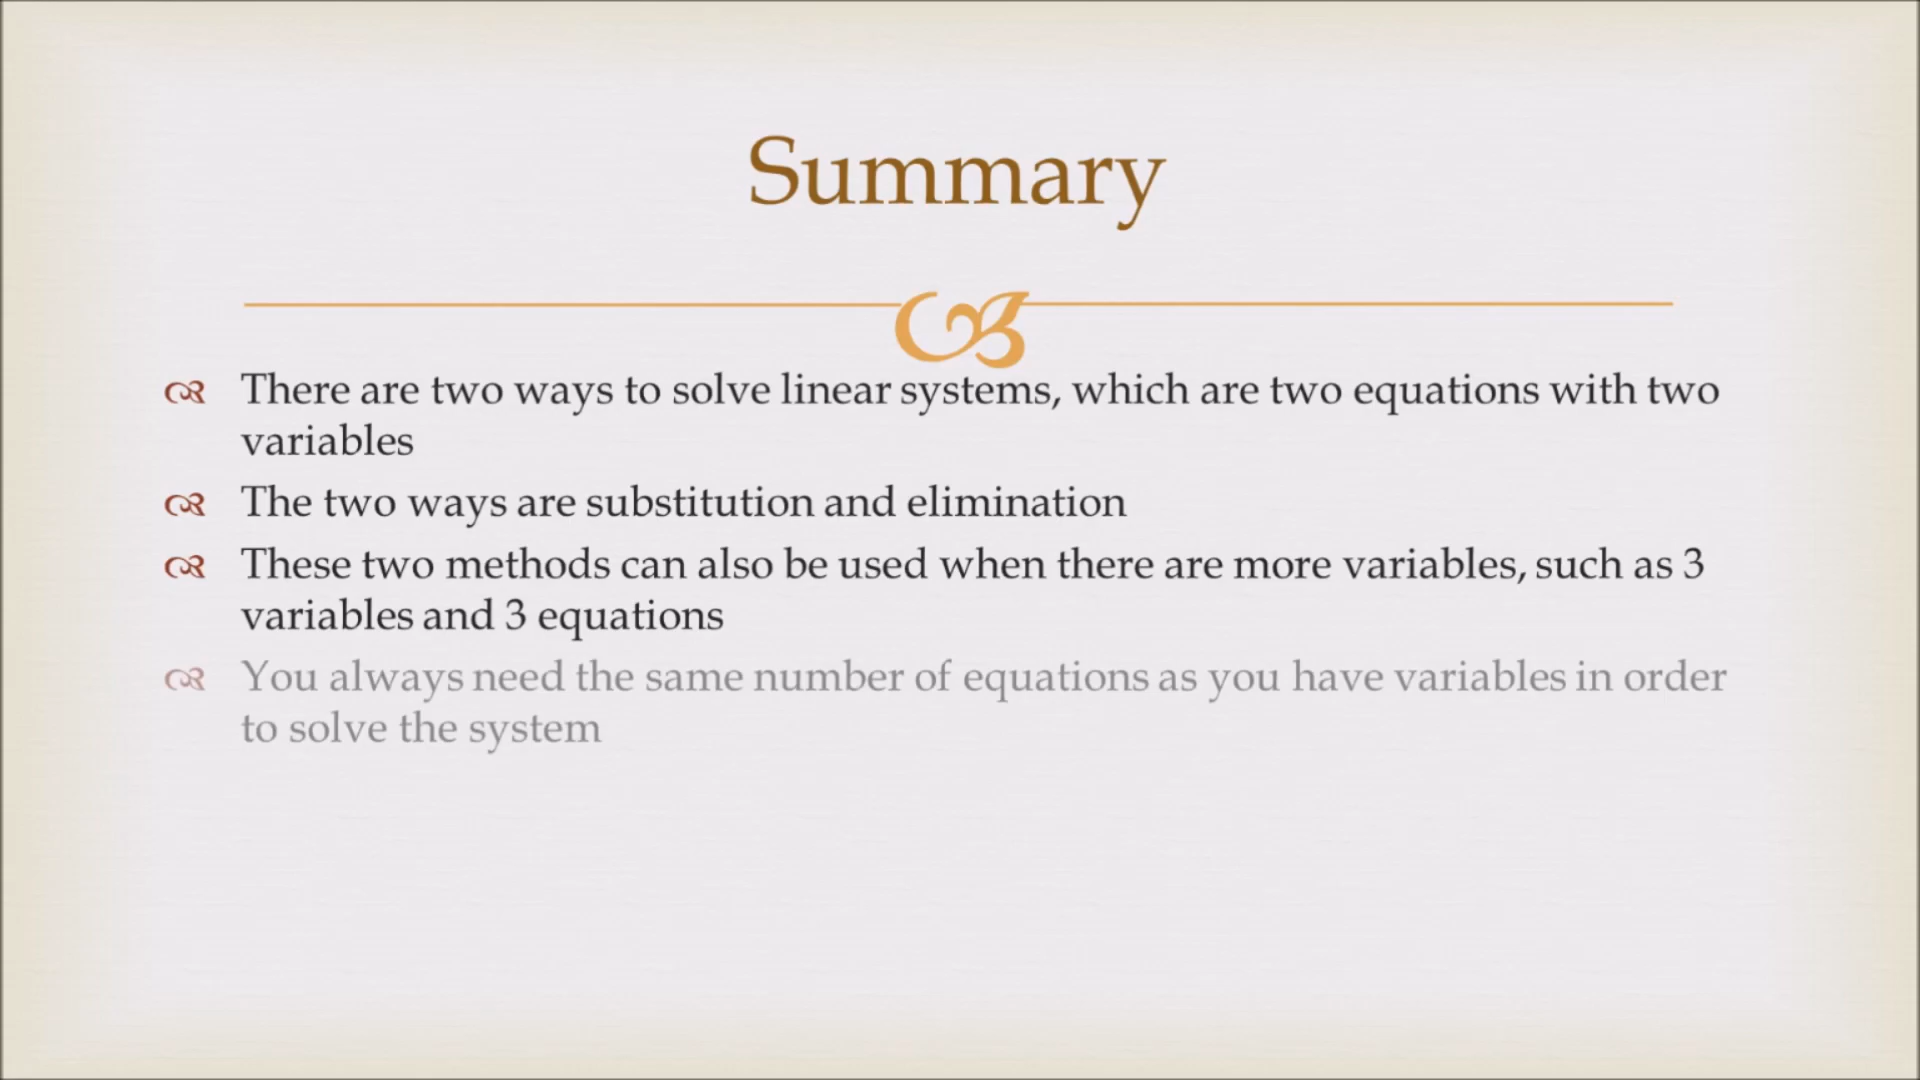 Summary
There are two ways to solve linear systems, which are two equations with two
variables
The two ways are substitution and elimination
These two methods can also be used when there are more variables, such as 3
variables and 3 equations
You always need the same number of equations as you have variables in order
to solve the system